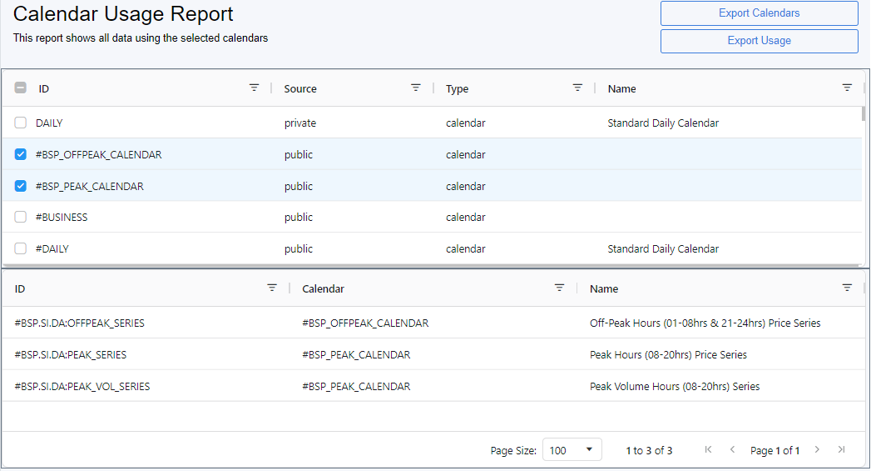 Calendar Usage Report
Export Calendars
This report shows all data using the selected calendars
Export Usage
ID Source Type Name
DAILY private calendar Standard Daily Calendar
#BSP_OFFPEAK_CALENDAR public calendar
#BSP_PEAK_CALENDAR public calendar
#BUSINESS public calendar
#DAILY public calendar Standard Daily Calendar
ID Calendar Name
#BSP.SI.DA:OFFPEAK_SERIES #BSP_OFFPEAK_CALENDAR Off-Peak Hours (01-08hrs & 21-24hrs) Price Series
#BSP.SI.DA:PEAK_SERIES #BSP_PEAK_CALENDAR Peak Hours (08-20hrs) Price Series
#BSP.SI.DA:PEAK_VOL_SERIES #BSP_PEAK_CALENDAR Peak Volume Hours (08-20hrs) Series
Page Size: 100 1 to 3 of 3 Page 1 of 1